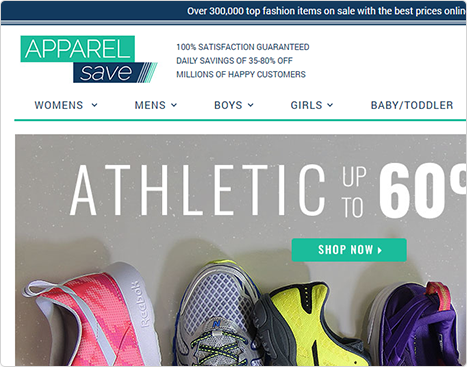 Over 300,000 top fashion items on sale with the best prices onlin
APPAREL
save
100% SATISFACTION GUARANTEED
DAILY SAVINGS OF 35-80% OFF
MILLIONS OF HAPPY CUSTOMERS
WOMENS MENS BOYS GIRLS BABY/TODDLER
ATHLETIC UP TO 60%
SHOP NOW
Reebok